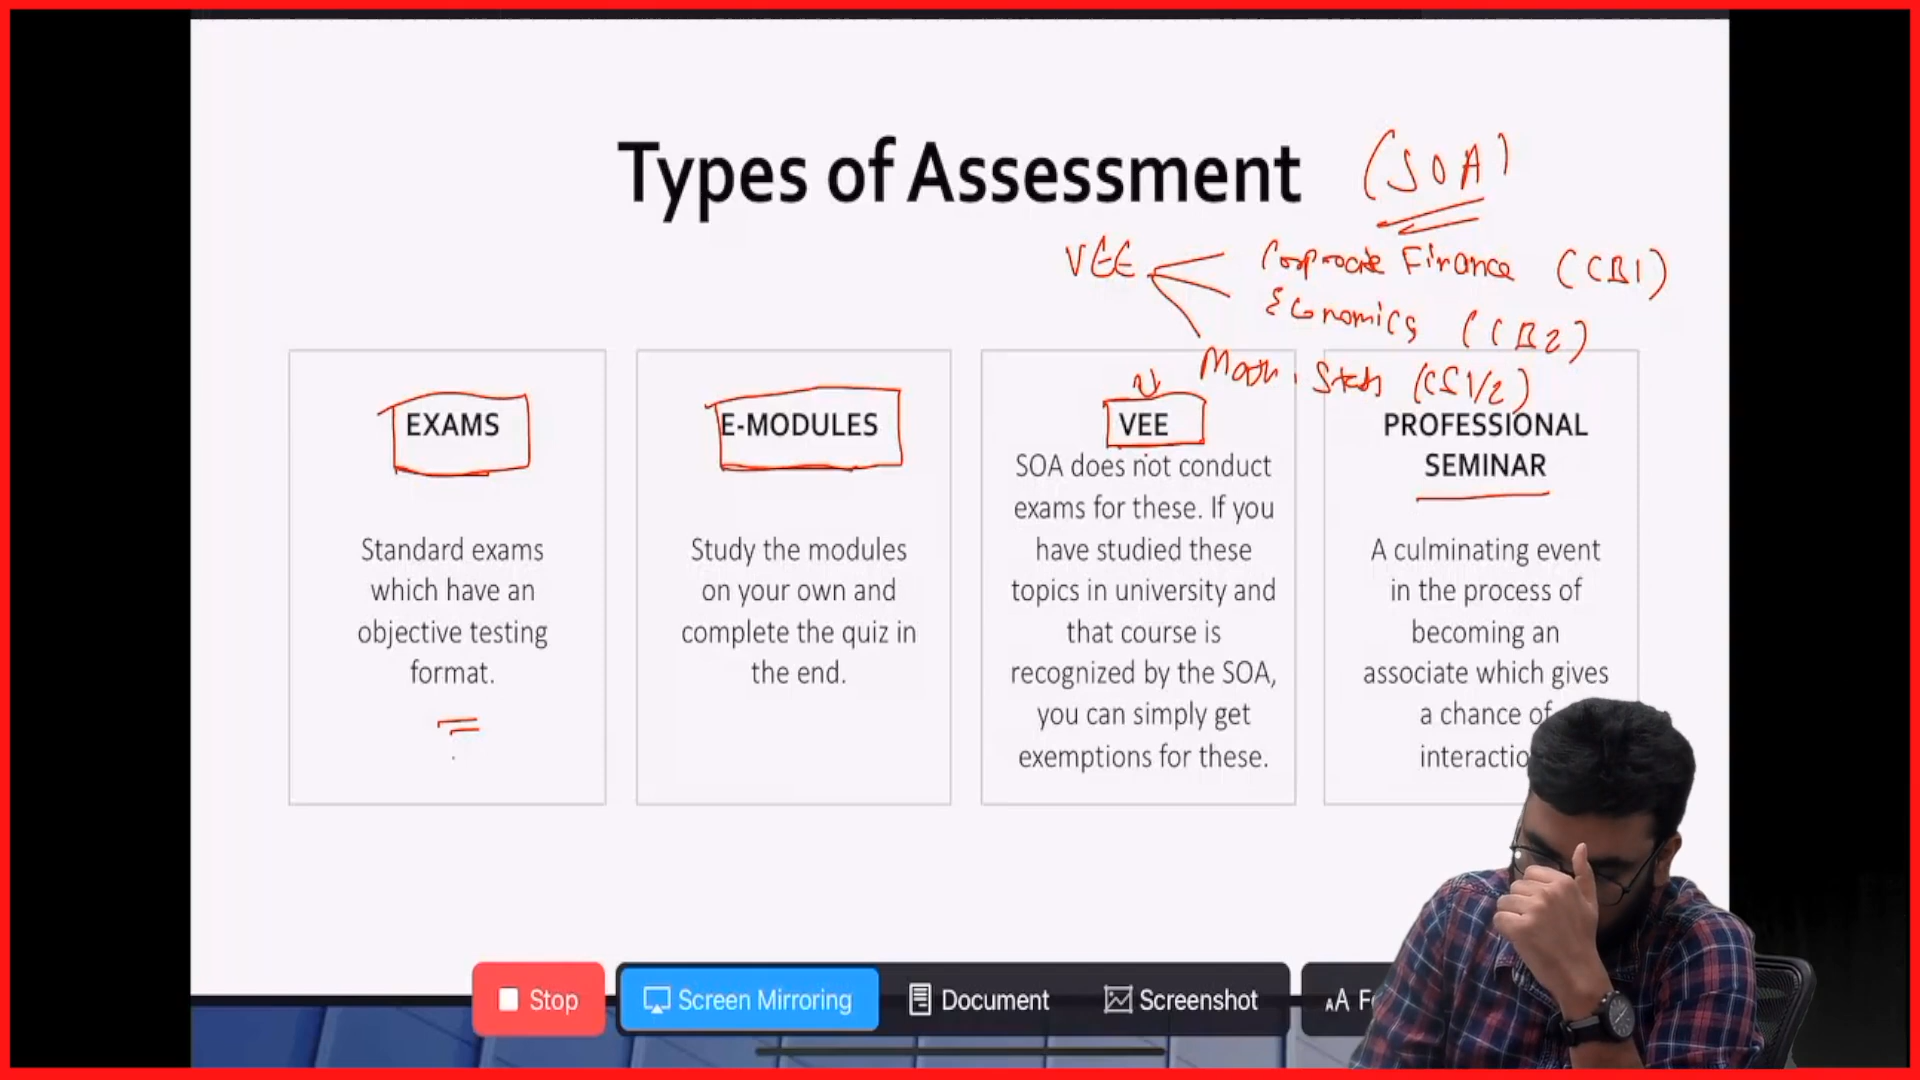 Types of Assessment (SOA)
VEE Corporate Finance (CB1)
Economics (CB2)
Math. Stats (CS1/2)
EXAMS
Standard exams
which have an
objective testing
format.
E-MODULES
Study the modules
on your own and
complete the quiz in
the end.
VEE
SOA does not conduct
exams for these. If you
have studied these
topics in university and
that course is
recognized by the SOA,
you can simply get
exemptions for these.
PROFESSIONAL
SEMINAR
A culminating event
in the process of
becoming an
associate which gives
a chance of
interactio
Stop Screen Mirroring Document Screenshot AA F